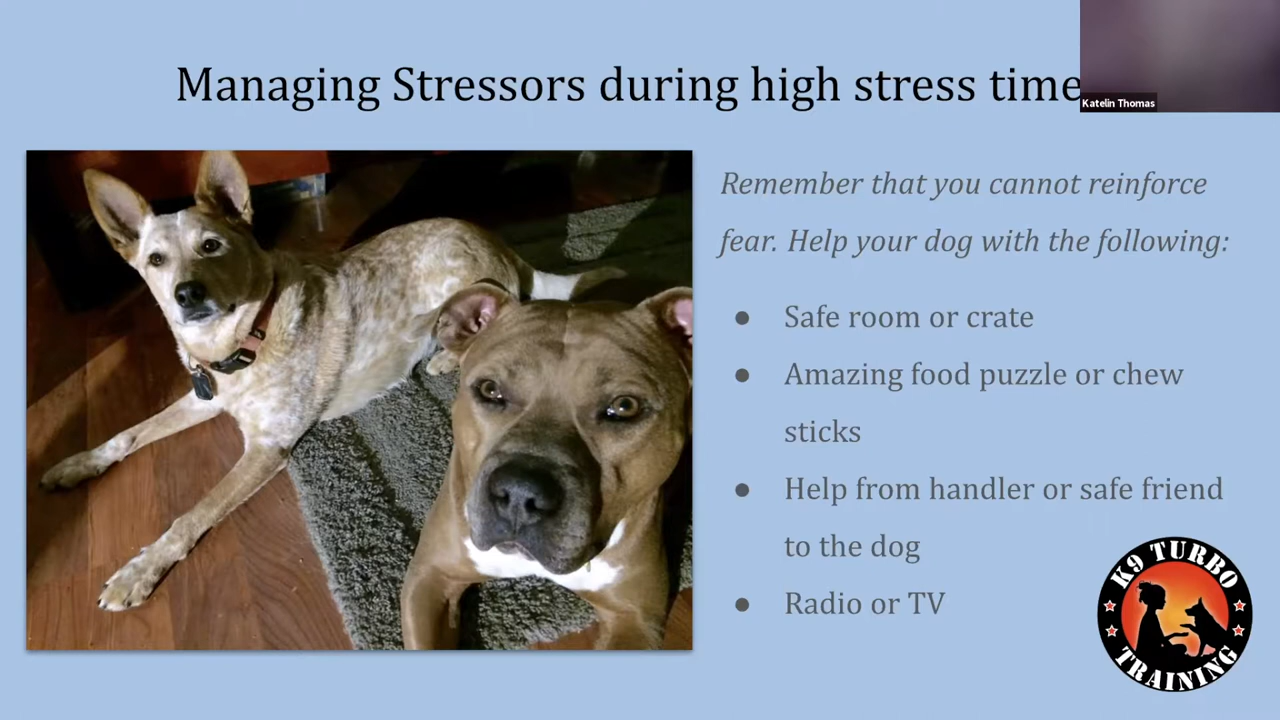 Managing Stressors during high stress time
Katelin Thomas
Remember that you cannot reinforce
fear. Help your dog with the following:
● Safe room or crate
● Amazing food puzzle or chew
sticks
● Help from handler or safe friend
to the dog
● Radio or TV
K9 TURBO
TRAINING